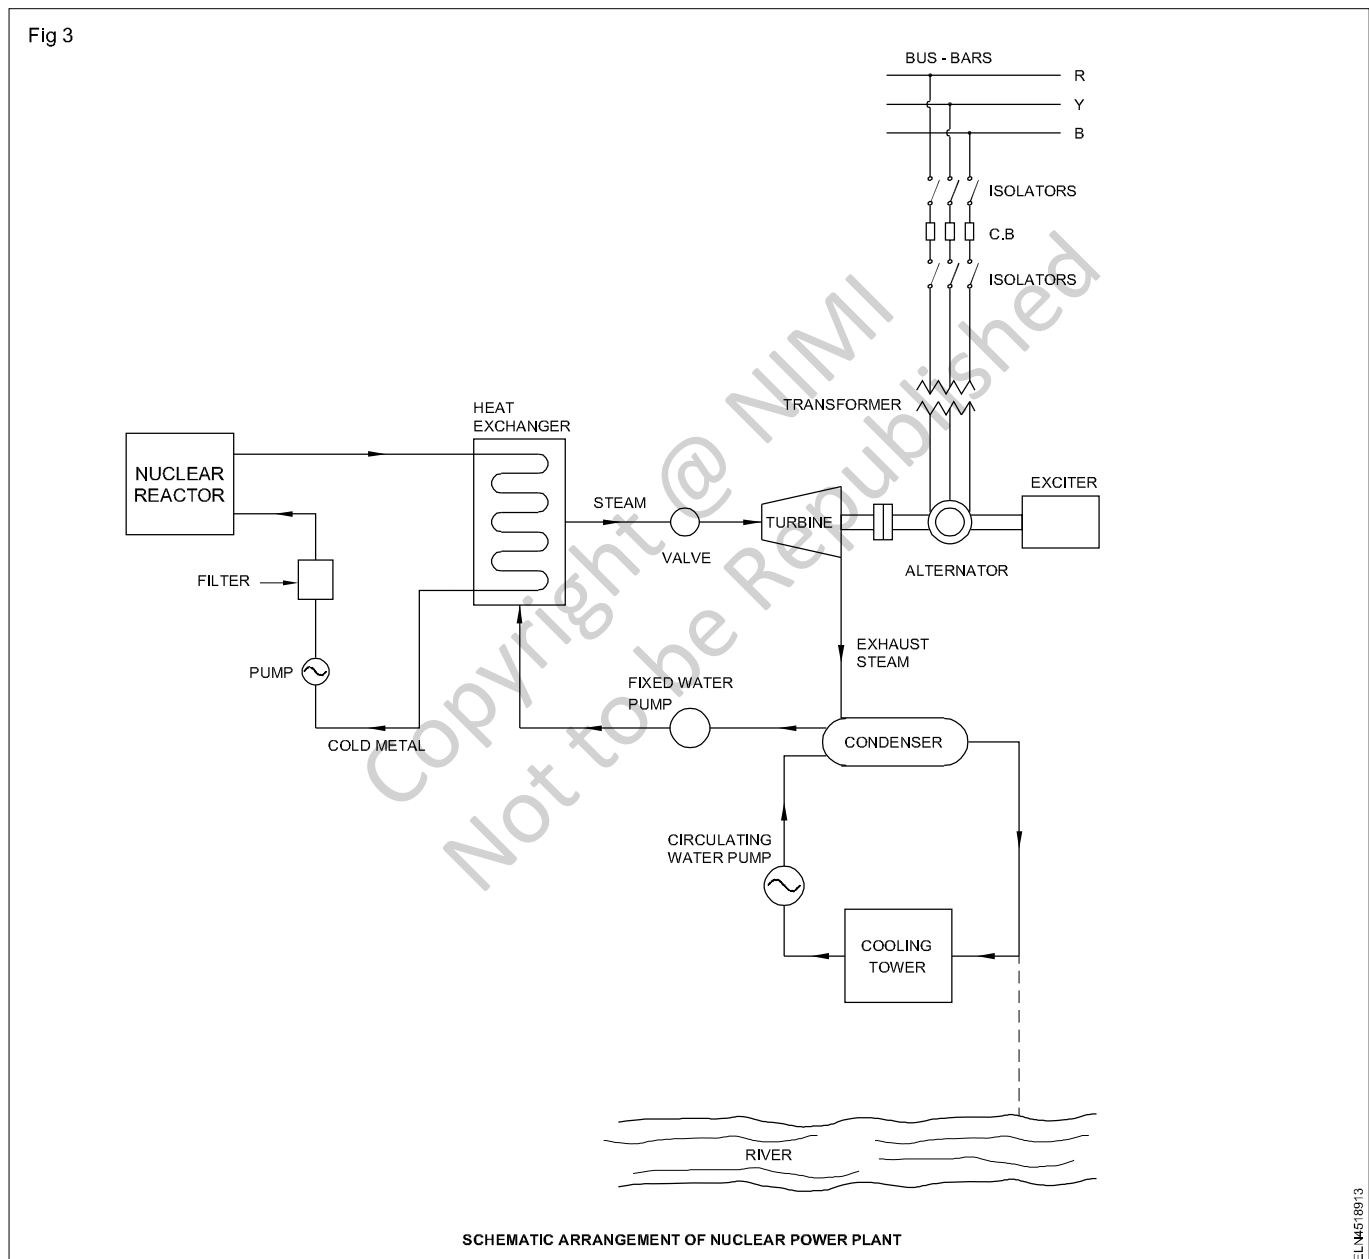 Fig 3
BUS - BARS
R
Y
B
ISOLATORS
C.B
ISOLATORS
TRANSFORMER
HEAT
EXCHANGER
NUCLEAR
REACTOR
EXCITER
STEAM
TURBINE
VALVE
ALTERNATOR
FILTER
EXHAUST
STEAM
PUMP
FIXED WATER
PUMP
COLD METAL
CONDENSER
CIRCULATING
WATER PUMP
COOLING
TOWER
RIVER
SCHEMATIC ARRANGEMENT OF NUCLEAR POWER PLANT
ELN4518913
Copyright @ NIMI
Not to be Republished